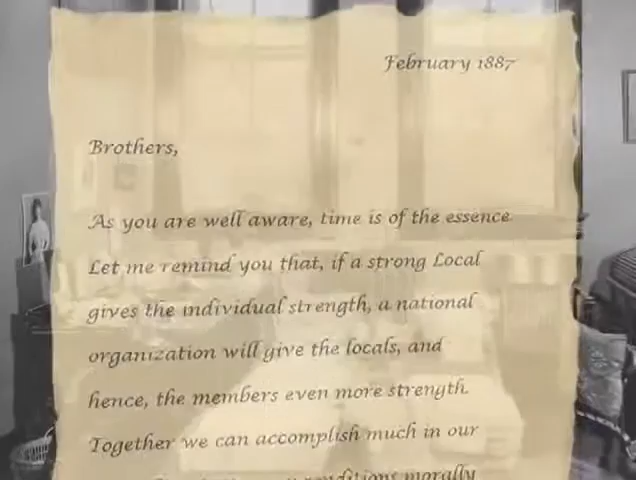 February 1887
Brothers,
As you are well aware, time is of the essence
Let me remind you that, if a strong Local
gives the individual strength, a national
organization will give the locals, and
hence, the members even more strength.
Together we can accomplish much in our
morally